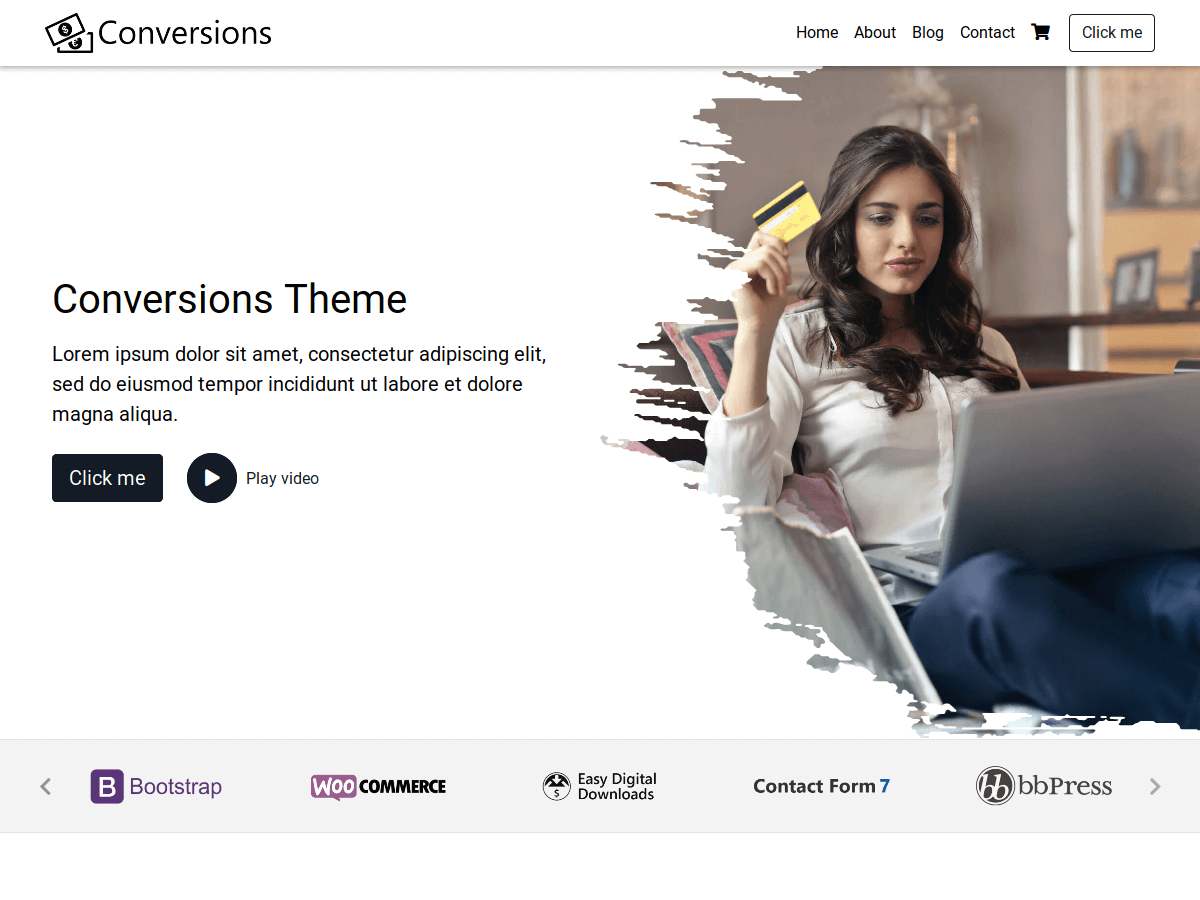 Conversions
Home About Blog Contact Click me
Conversions Theme
Lorem ipsum dolor sit amet, consectetur adipiscing elit,
sed do eiusmod tempor incididunt ut labore et dolore
magna aliqua.
Click me Play video
B Bootstrap WOO COMMERCE Easy Digital Downloads Contact Form 7 bb bbPress